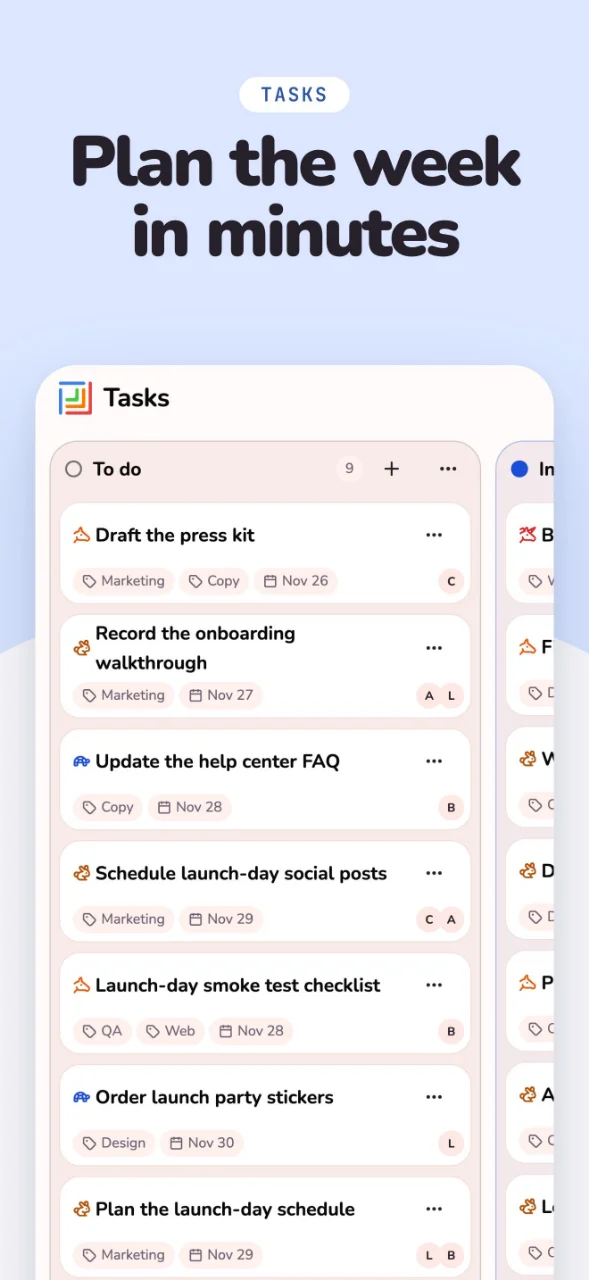 TASKS
Plan the week
in minutes
Tasks
To do
9
Draft the press kit
Marketing
Copy
Nov 26
C
Record the onboarding
walkthrough
Marketing
Nov 27
A
L
Update the help center FAQ
Copy
Nov 28
B
Schedule launch-day social posts
Marketing
Nov 29
C
A
Launch-day smoke test checklist
QA
Web
Nov 28
B
Order launch party stickers
Design
Nov 30
L
Plan the launch-day schedule
Marketing
Nov 29
L
B